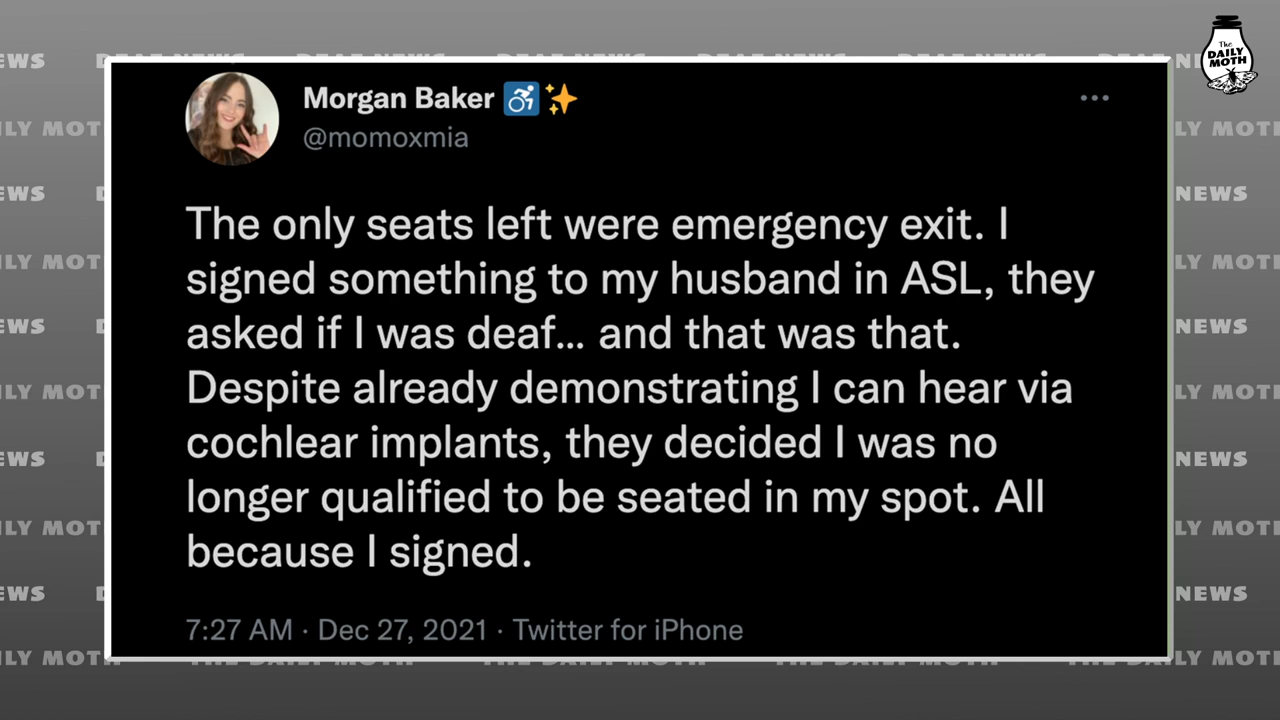 The
DAILY
MOTH
Morgan Baker
@momoxmia
The only seats left were emergency exit. I
signed something to my husband in ASL, they
asked if I was deaf... and that was that.
Despite already demonstrating I can hear via
cochlear implants, they decided I was no
longer qualified to be seated in my spot. All
because I signed.
7:27 AM · Dec 27, 2021 · Twitter for iPhone